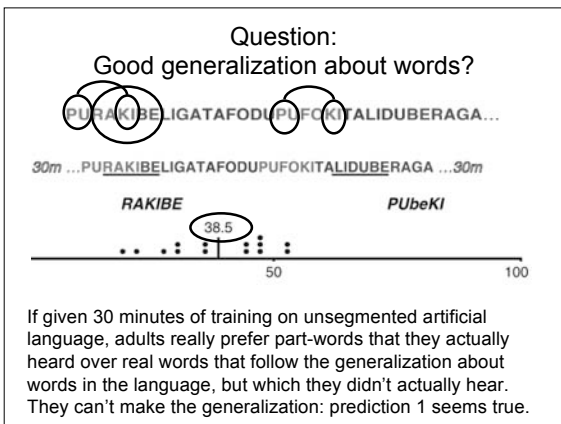 Question:
Good generalization about words?
PURAKIBELIGATAFODUPUFOKITALIDUBERAGA...
30m ...PURAKIBELIGATAFODUPUFOKITALIDUBERAGA ...30m
RAKIBE PUbeKI
38.5
50 100
If given 30 minutes of training on unsegmented artificial
language, adults really prefer part-words that they actually
heard over real words that follow the generalization about
words in the language, but which they didn't actually hear.
They can't make the generalization: prediction 1 seems true.